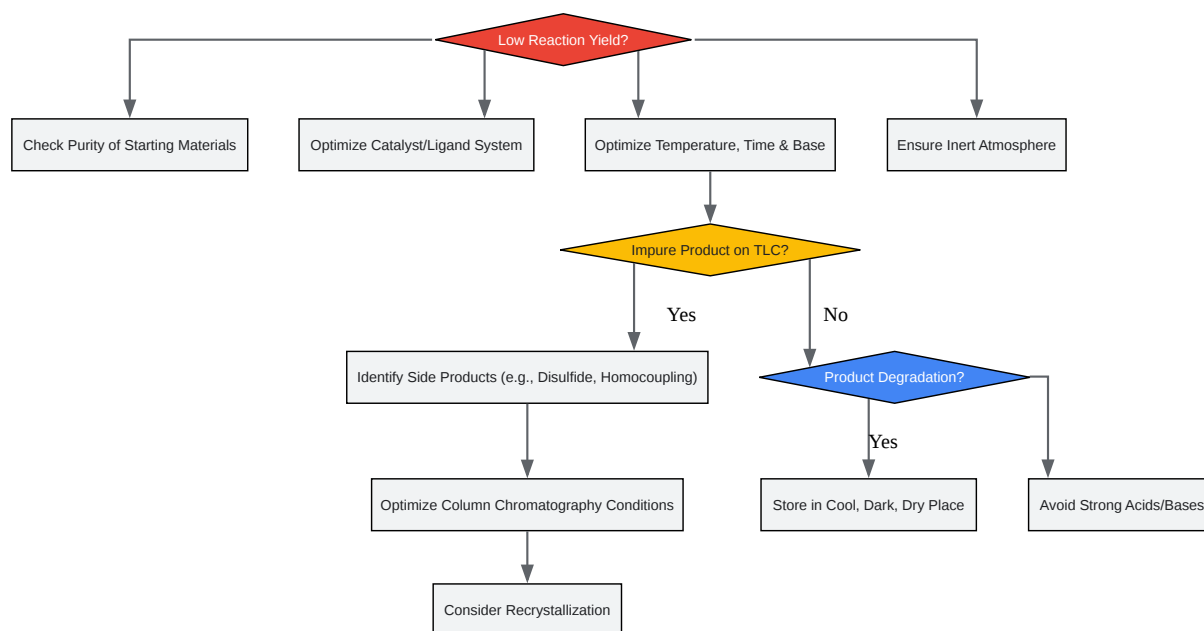 Low Reaction Yield?
Check Purity of Starting Materials
Optimize Catalyst/Ligand System
Optimize Temperature, Time & Base
Ensure Inert Atmosphere
Impure Product on TLC?
Yes
No
Identify Side Products (e.g., Disulfide, Homocoupling)
Product Degradation?
Yes
Optimize Column Chromatography Conditions
Store in Cool, Dark, Dry Place
Avoid Strong Acids/Bases
Consider Recrystallization